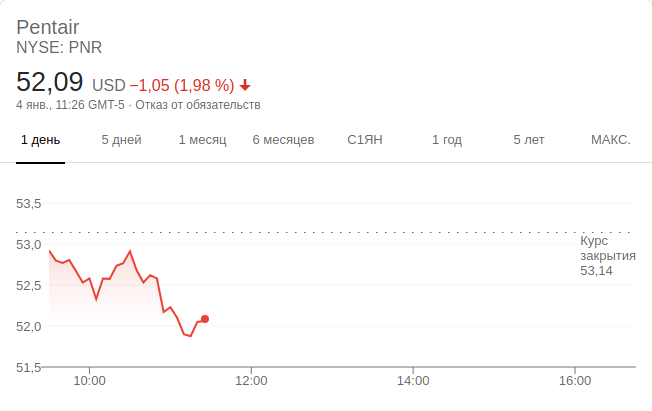 Pentair
NYSE: PNR
52,09 USD −1,05 (1,98 %)
4 янв., 11:26 GMT-5 · Отказ от обязательств
1 день 5 дней 1 месяц 6 месяцев С1ЯН 1 год 5 лет МАКС.
53,5
Курс
53,0
закрытия
53,14
52,5
52,0
51,5
10:00 12:00 14:00 16:00